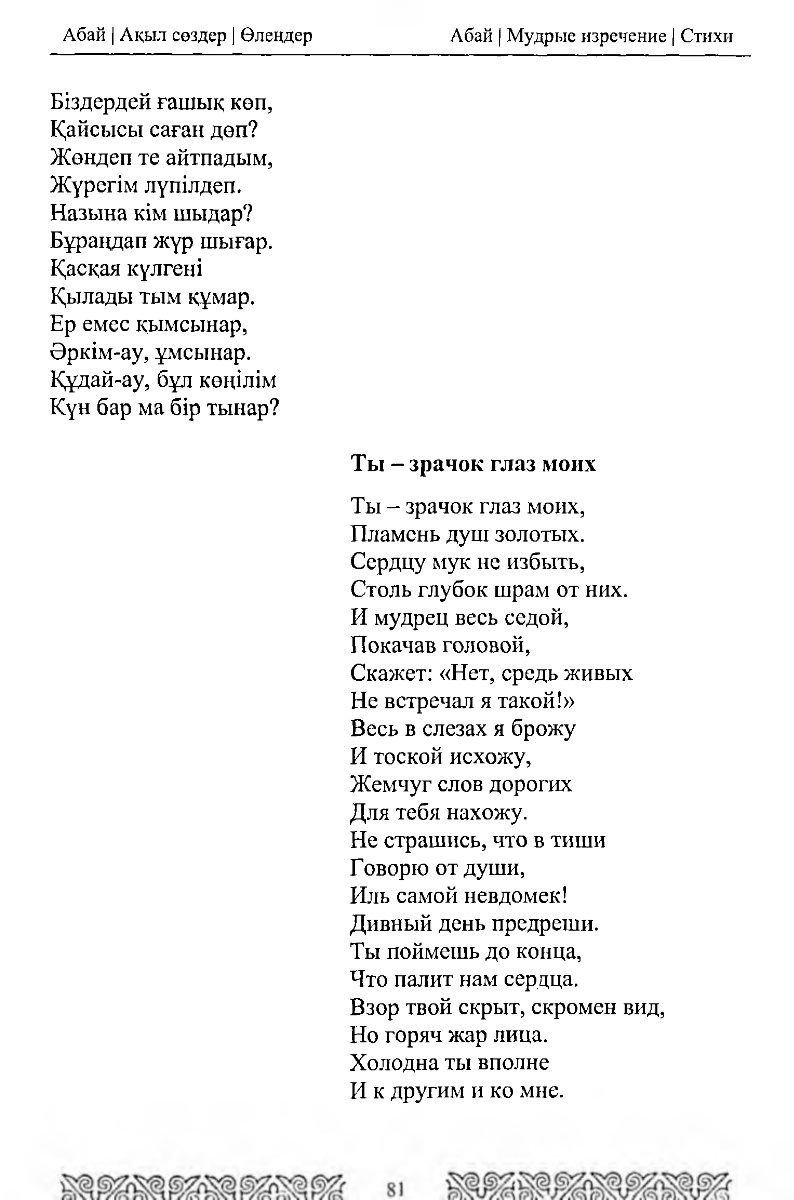 Абай | Ақыл сөздер | Өлеңдер
Абай | Мудрые изречение | Стихи
Біздердей ғашық көп,
Қайсысы саған дөп?
Жөндеп те айтпадым,
Жүрегім лүпілдеп.
Назына кім шыдар?
Бұраңдап жүр шығар.
Қасқая күлгені
Қылады тым құмар.
Ер емес қымсынар,
Әркім-ау, ұмсынар.
Құдай-ау, бұл көңілім
Күн бар ма бір тынар?
Ты – зрачок глаз моих
Ты – зрачок глаз моих,
Пламень душ золотых.
Сердцу мук не избыть,
Столь глубок шрам от них.
И мудрец весь седой,
Покачав головой,
Скажет: «Нет, средь живых
Не встречал я такой!»
Весь в слезах я брожу
И тоской исхожу,
Жемчуг слов дорогих
Для тебя нахожу.
Не страшись, что в тиши
Говорю от души,
Иль самой невдомек!
Дивный день предреши.
Ты поймешь до конца,
Что палит нам сердца.
Взор твой скрыт, скромен вид,
Но горяч жар лица.
Холодна ты вполне
И к другим и ко мне.
81